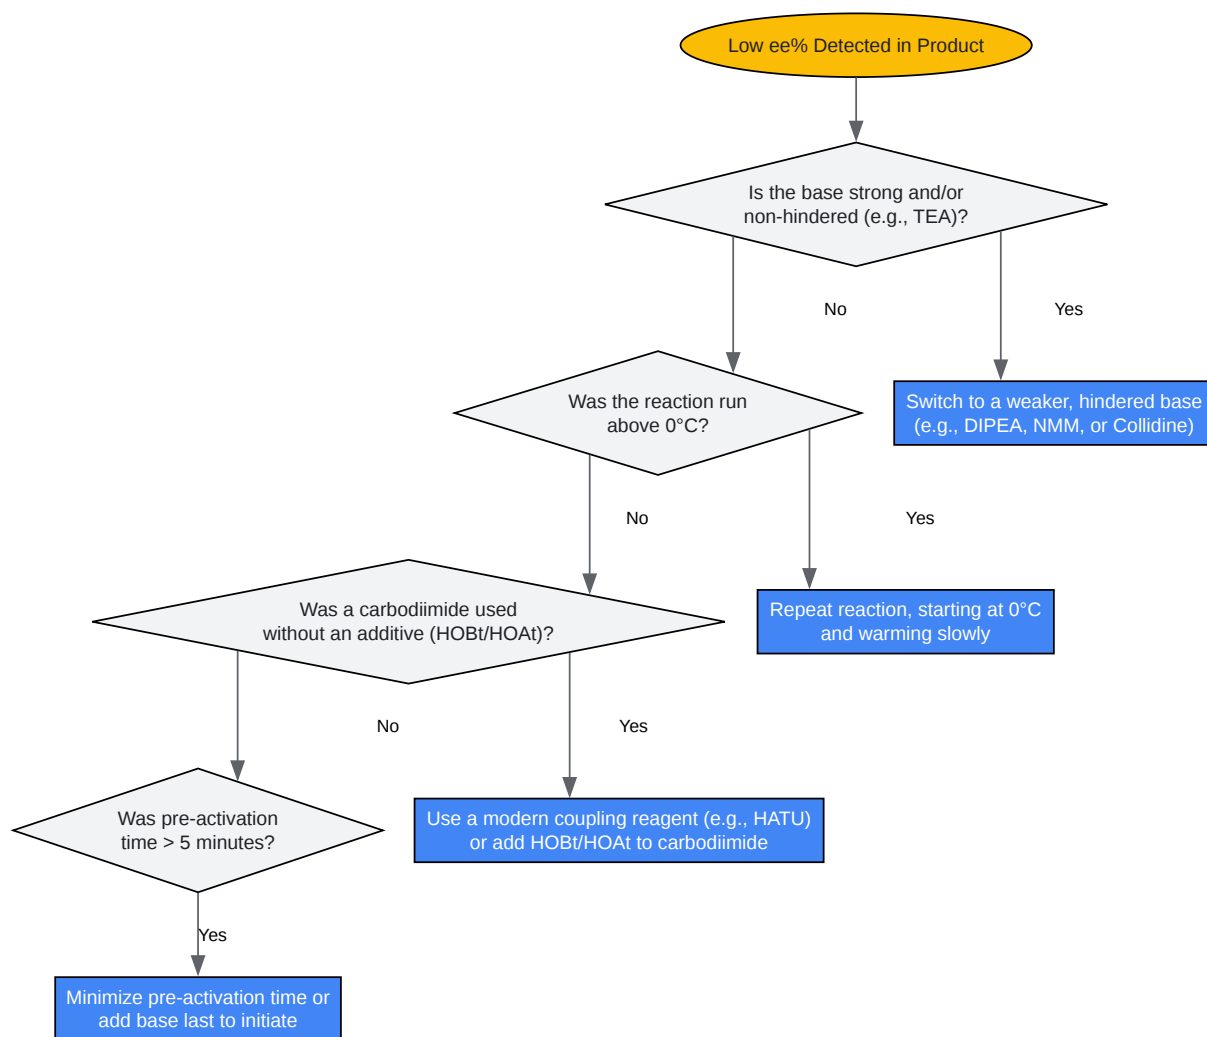 Low ee% Detected in Product
Is the base strong and/or
non-hindered (e.g., TEA)?
No
Yes
Was the reaction run
above 0°C?
Switch to a weaker, hindered base
(e.g., DIPEA, NMM, or Collidine)
No
Yes
Was a carbodiimide used
without an additive (HOBt/HOAt)?
Repeat reaction, starting at 0°C
and warming slowly
No
Yes
Was pre-activation
time > 5 minutes?
Use a modern coupling reagent (e.g., HATU)
or add HOBt/HOAt to carbodiimide
Yes
Minimize pre-activation time or
add base last to initiate